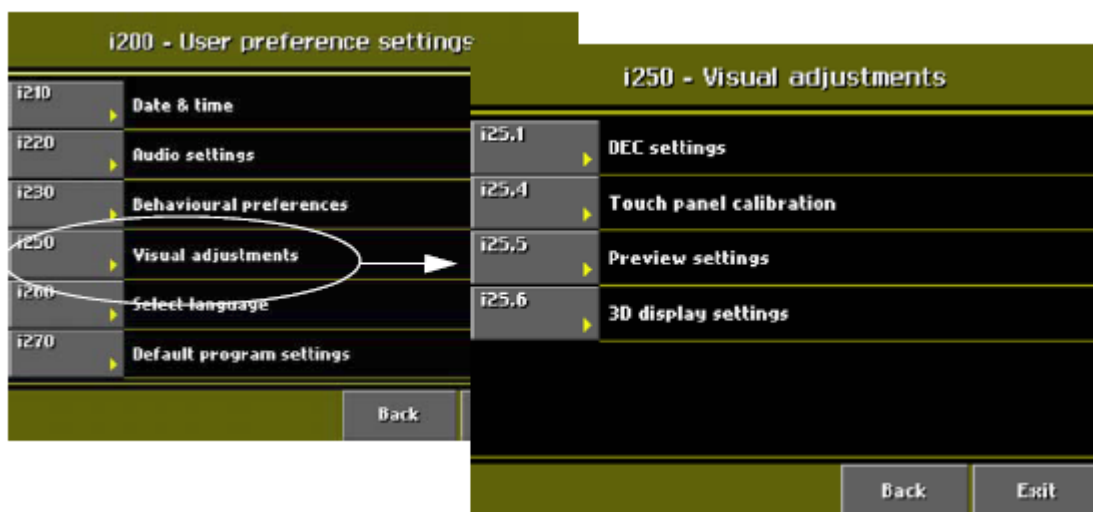 i200 - User preference settings
i210
Date & time
i220
Audio settings
i230
Behavioural preferences
i250
Visual adjustments
i260
Select language
i270
Default program settings
Back
i250 - Visual adjustments
i25.1
DEC settings
i25.4
Touch panel calibration
i25.5
Preview settings
i25.6
3D display settings
Back
Exit